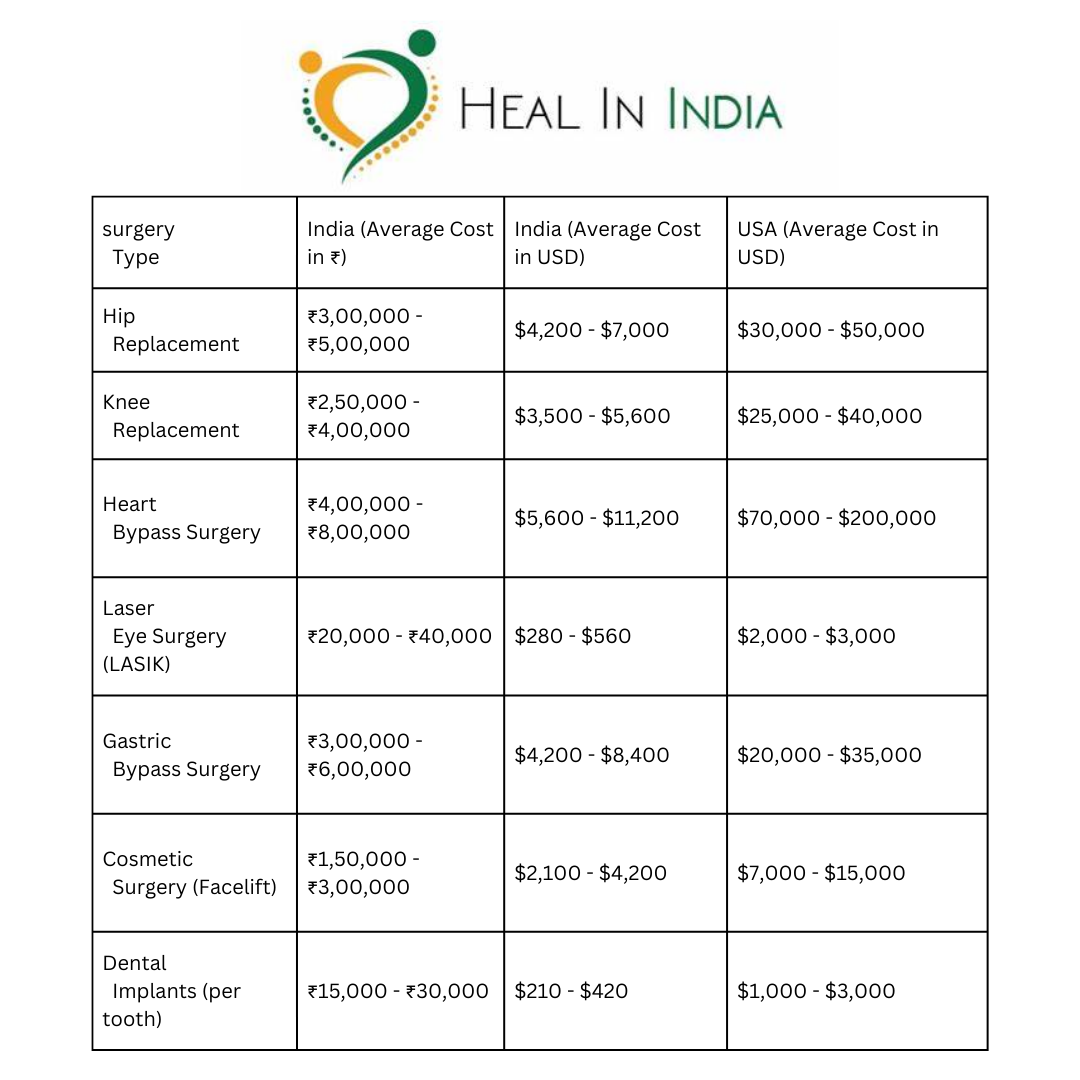 HEAL IN INDIA
surgery
Type
India (Average Cost
in ₹)
India (Average Cost
in USD)
USA (Average Cost in
USD)
Hip
Replacement
₹3,00,000 -
₹5,00,000
$4,200 - $7,000
$30,000 - $50,000
Knee
Replacement
₹2,50,000 -
₹4,00,000
$3,500 - $5,600
$25,000 - $40,000
Heart
Bypass Surgery
₹4,00,000 -
₹8,00,000
$5,600 - $11,200
$70,000 - $200,000
Laser
Eye Surgery
(LASIK)
₹20,000 - ₹40,000
$280 - $560
$2,000 - $3,000
Gastric
Bypass Surgery
₹3,00,000 -
₹6,00,000
$4,200 - $8,400
$20,000 - $35,000
Cosmetic
Surgery (Facelift)
₹1,50,000 -
₹3,00,000
$2,100 - $4,200
$7,000 - $15,000
Dental
Implants (per
tooth)
₹15,000 - ₹30,000
$210 - $420
$1,000 - $3,000